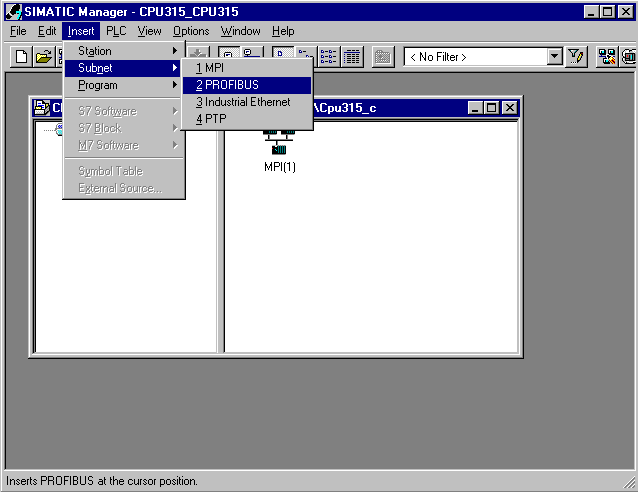 SIMATIC Manager - CPU315_CPU315
File Edit Insert PLC View Options Window Help
< No Filter >
Station
Subnet
Program
S7 Software
S7 Block
M7 Software
Symbol Table
External Source...
1 MPI
2 PROFIBUS
3 Industrial Ethernet
4 PTP
\Cpu315_c
MPI(1)
Inserts PROFIBUS at the cursor position.